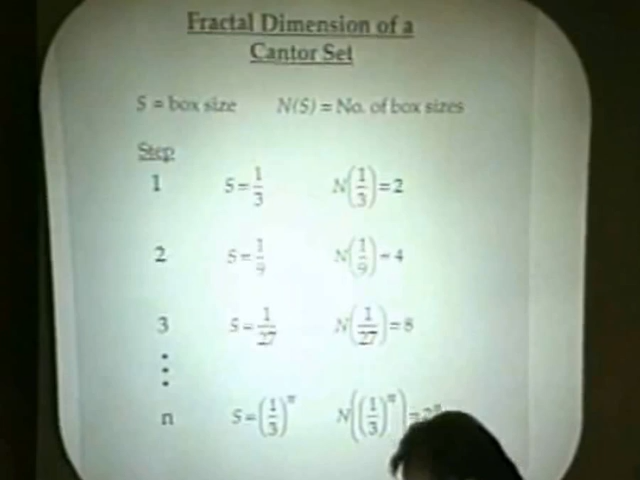 Fractal Dimension of a
Cantor Set
S = box size N(S) = No. of box sizes
Step
1 S = 1/3 N(1/3) = 2
2 S = 1/9 N(1/9) = 4
3 S = 1/27 N(1/27) = 8
⋮
n S = (1/3)ⁿ N((1/3)ⁿ) = 2ⁿ